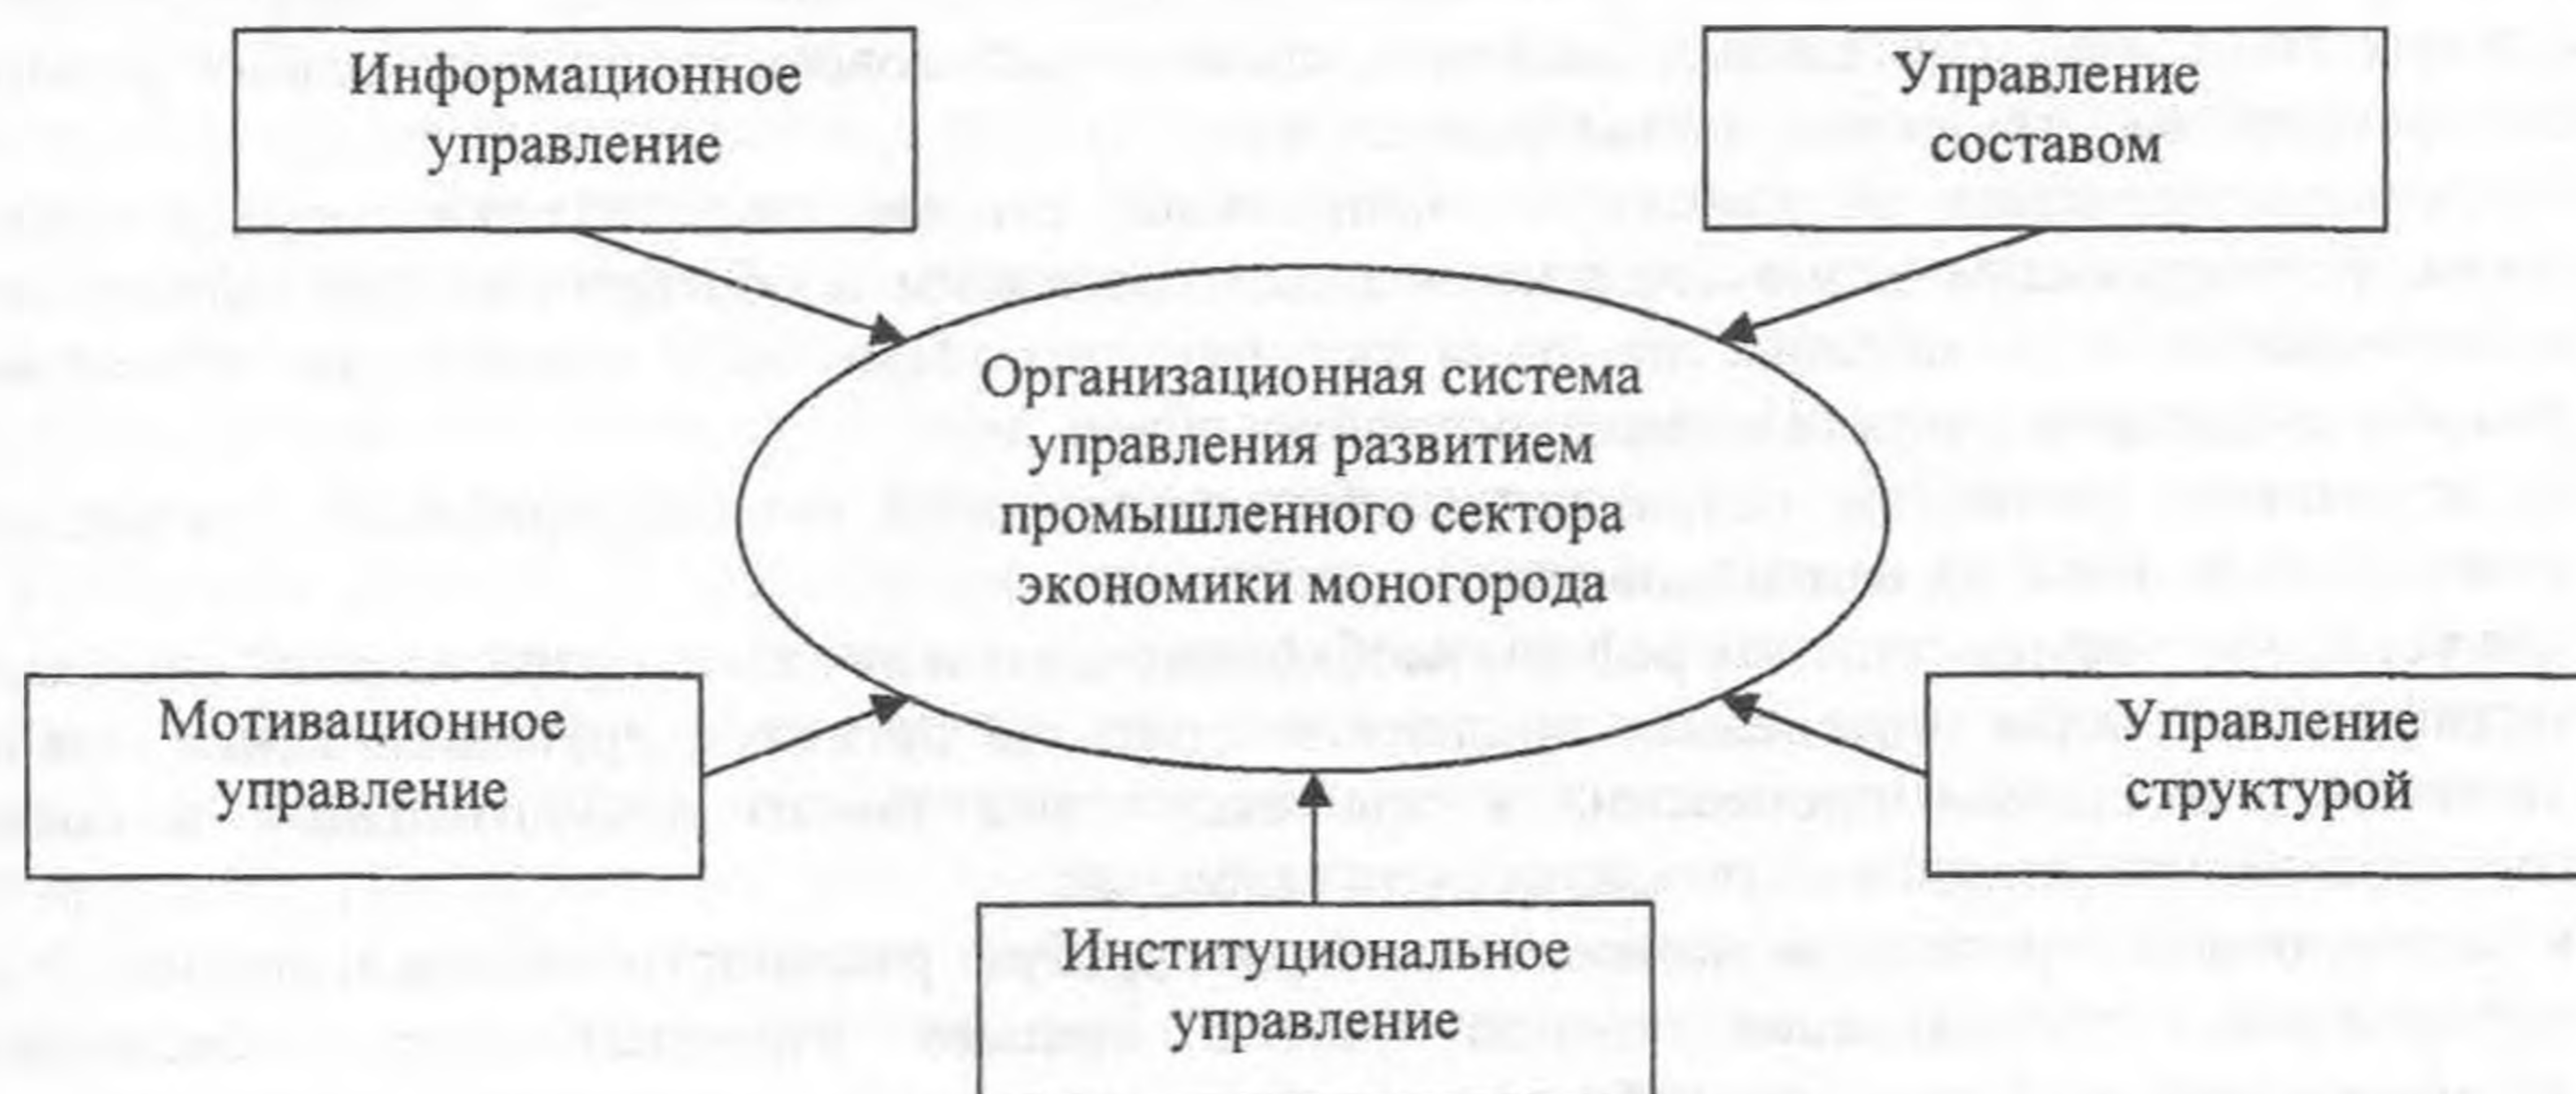 Информационное
управление
Управление
составом
Организационная система
управления развитием
промышленного сектора
экономики моногорода
Мотивационное
управление
Управление
структурой
Институциональное
управление